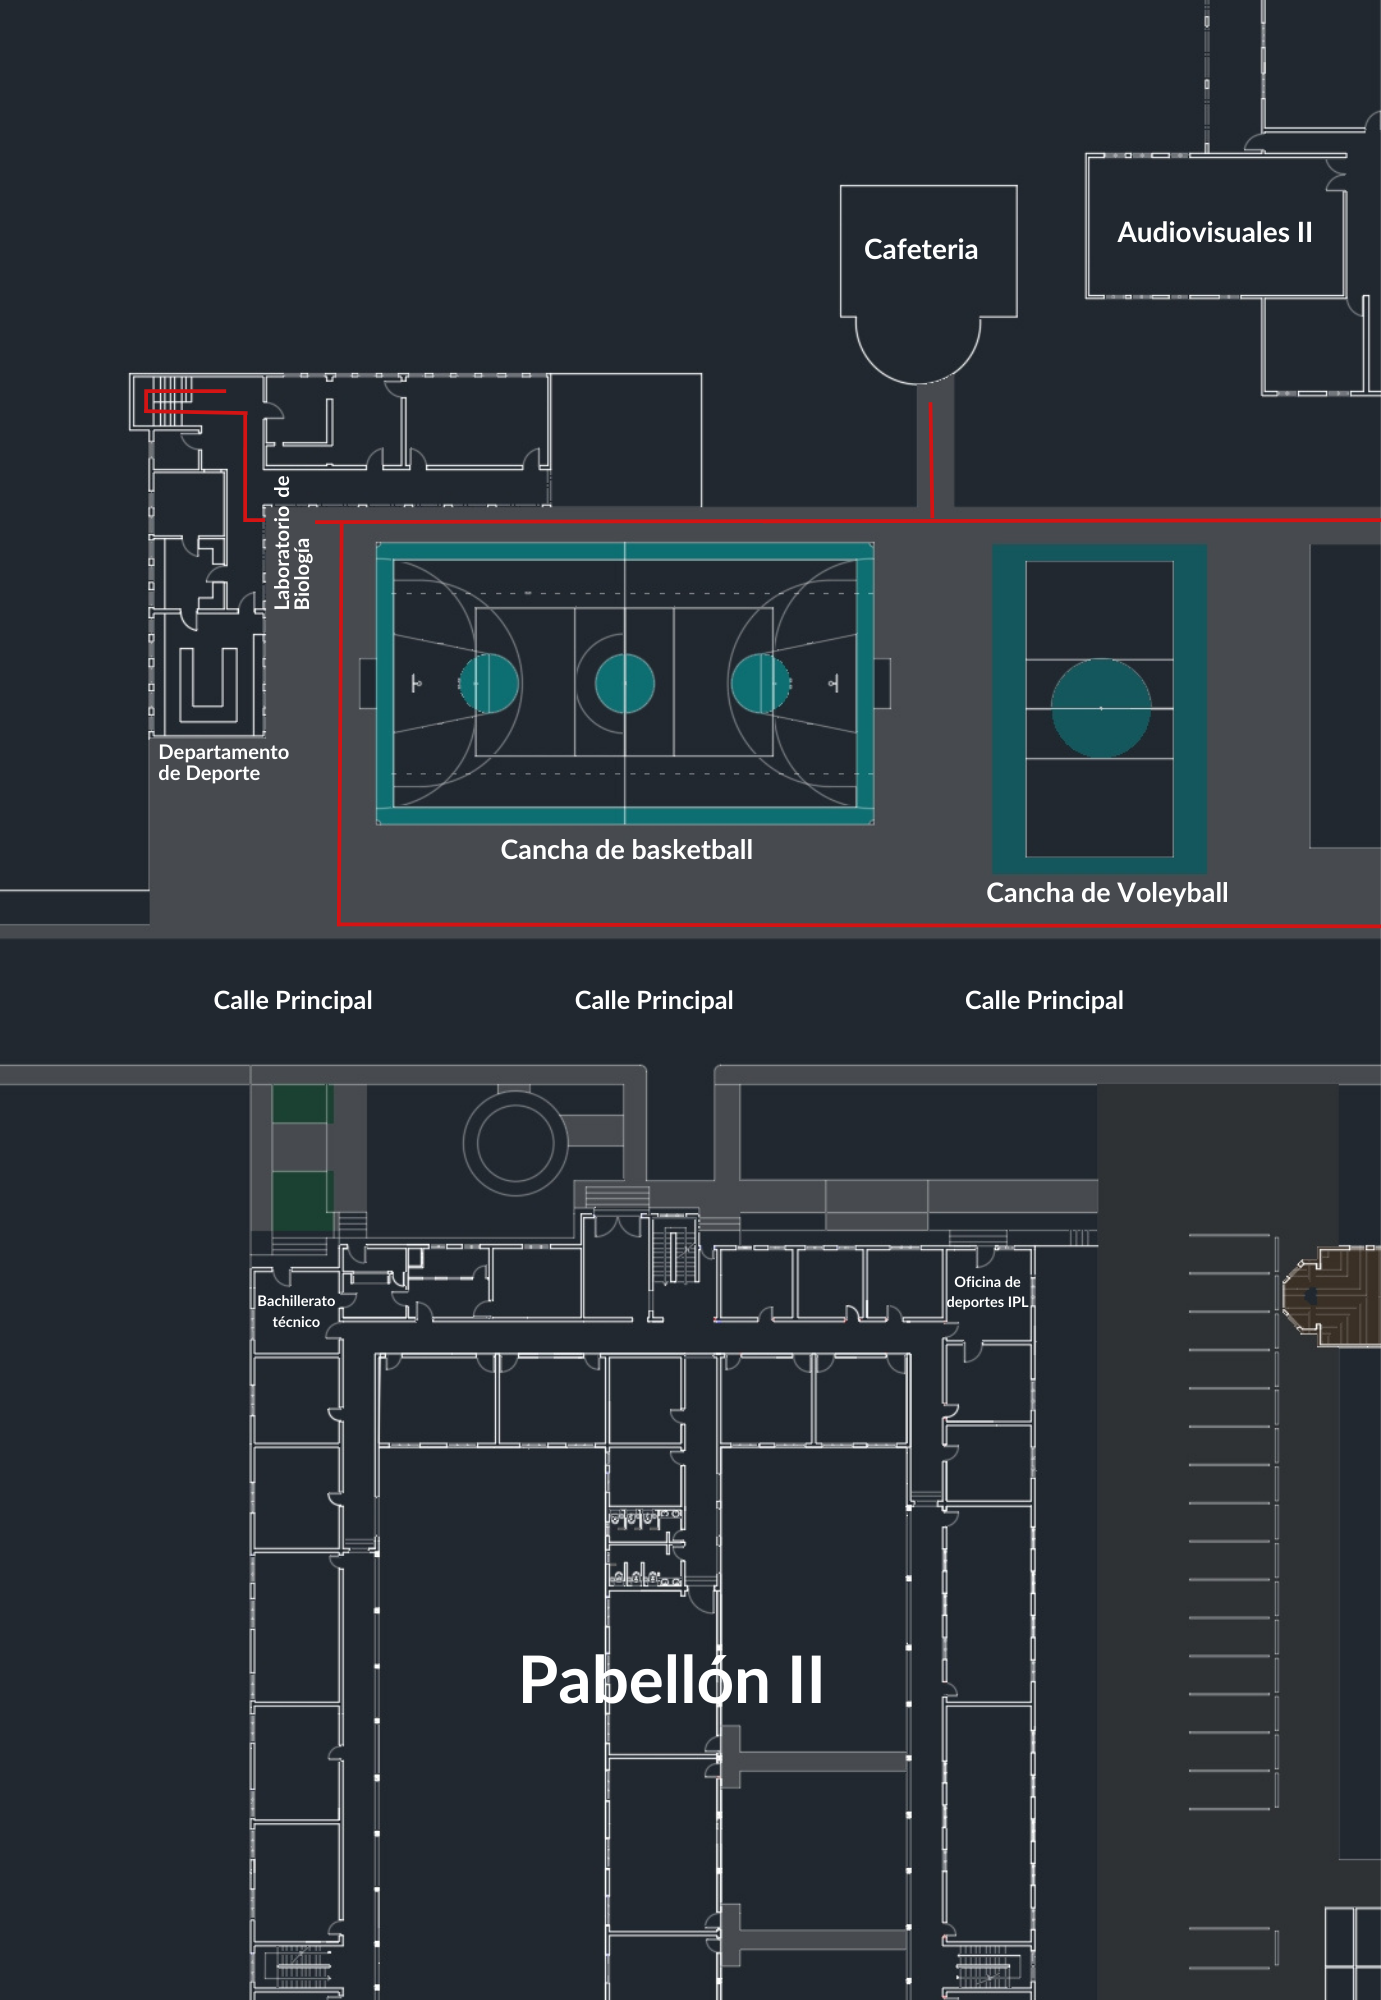 Audiovisuales II
Cafeteria
Laboratorio de
Biología
Departamento
de Deporte
Cancha de basketball
Cancha de Voleyball
Calle Principal
Calle Principal
Calle Principal
Oficina de
deportes IPL
Bachillerato
técnico
Pabellón II